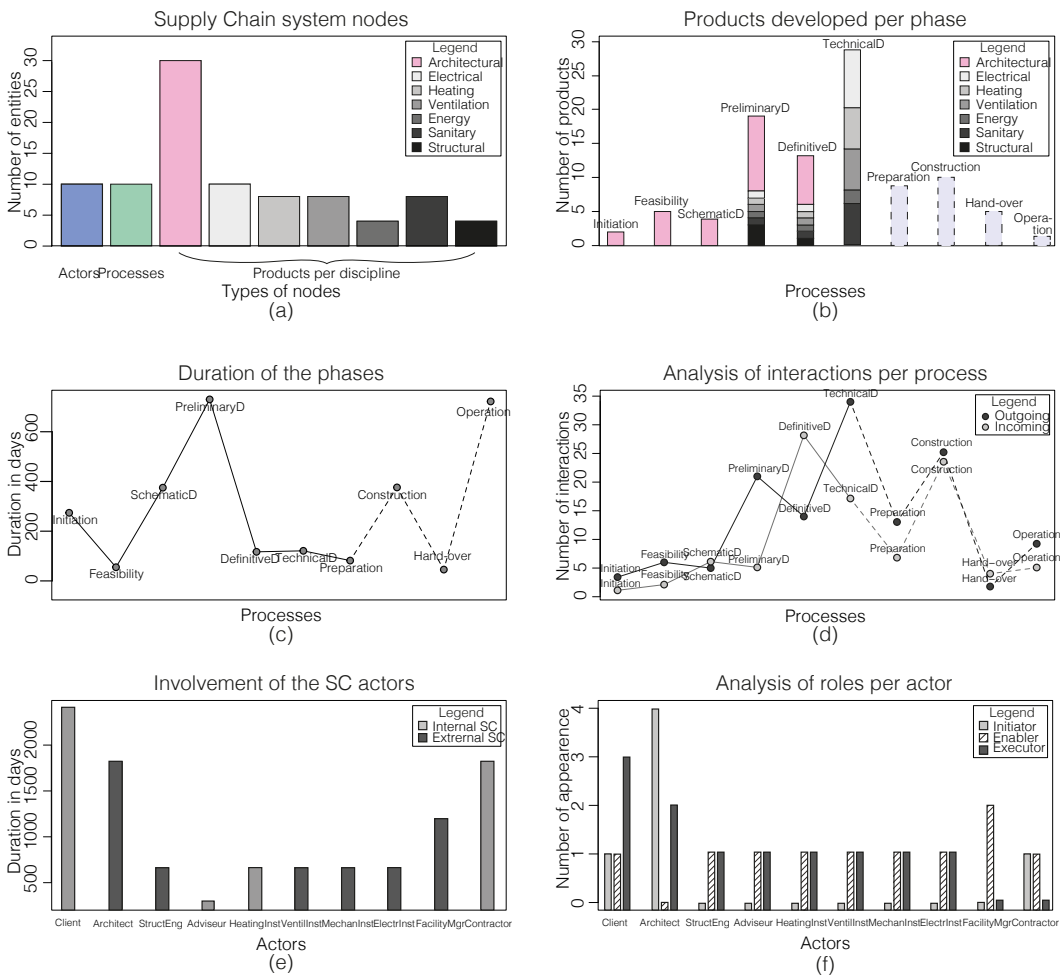 Supply Chain system nodes
Number of entities
0 5 10 15 20 25 30
Legend
Architectural
Electrical
Heating
Ventilation
Energy
Sanitary
Structural
Actors Processes Products per discipline
Types of nodes
(a)
Products developed per phase
Number of products
0 5 10 15 20 25 30
Legend
Architectural
Electrical
Heating
Ventilation
Energy
Sanitary
Structural
Initiation
Feasibility
SchematicD
PreliminaryD
DefinitiveD
TechnicalD
Preparation
Construction
Hand-over
Opera-
tion
Processes
(b)
Duration of the phases
Duration in days
0 200 400 600
Initiation
Feasibility
SchematicD
PreliminaryD
DefinitiveD
TechnicalD
Preparation
Construction
Hand-over
Operation
Processes
(c)
Analysis of interactions per process
Number of interactions
0 5 10 15 20 25 30 35
Legend
Outgoing
Incoming
Initiation
Initiation
Feasibility
Feasibility
SchematicD
SchematicD
PreliminaryD
PreliminaryD
DefinitiveD
DefinitiveD
TechnicalD
TechnicalD
Preparation
Preparation
Construction
Construction
Hand-over
Hand-over
Operation
Operation
Processes
(d)
Involvement of the SC actors
Duration in days
500 1000 1500 2000
Legend
Internal SC
Extrernal SC
Client Architect StructEng Adviseur HeatingInst VentillInst MechanInst ElectrInst FacilityMgr Contractor
Actors
(e)
Analysis of roles per actor
Number of appearence
0 1 2 3 4
Legend
Initiator
Enabler
Executor
Client Architect StructEng Adviseur HeatingInst VentillInst MechanInst ElectrInst FacilityMgr Contractor
Actors
(f)